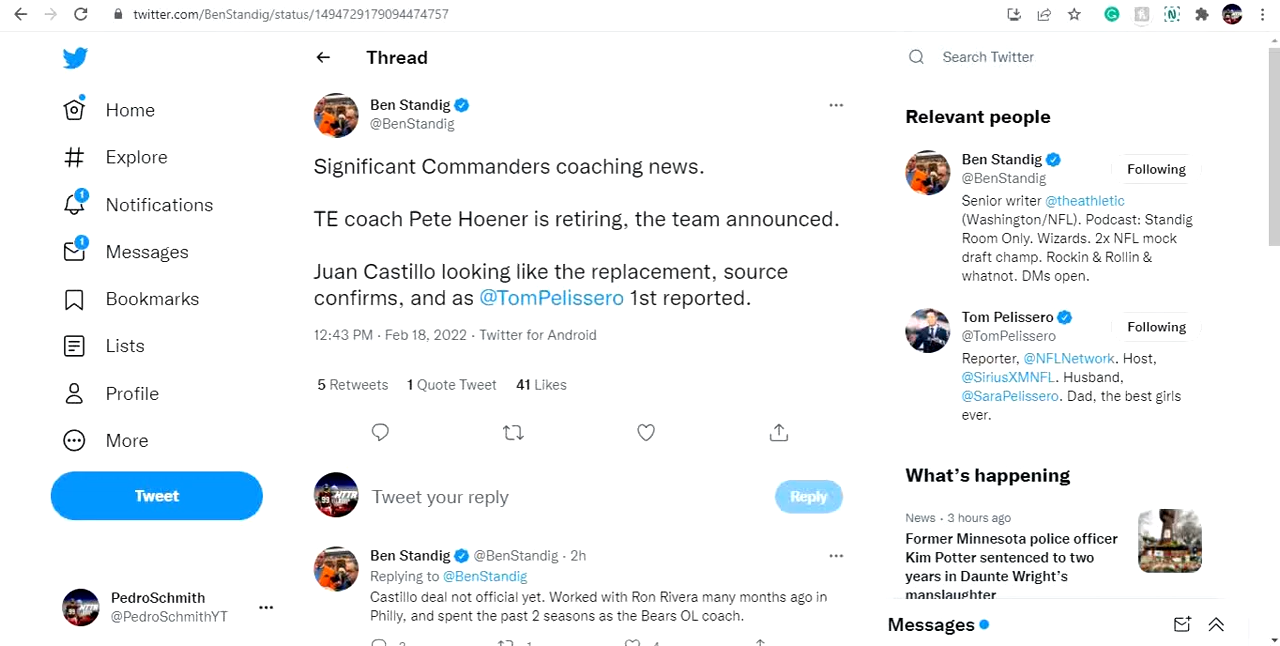 twitter.com/BenStandig/status/1494729179094474757
Thread
Search Twitter
Home
Explore
1
Notifications
1
Messages
Bookmarks
Lists
Profile
More
Tweet
PedroSchmith
@PedroSchmithYT
Ben Standig
@BenStandig
Significant Commanders coaching news.
TE coach Pete Hoener is retiring, the team announced.
Juan Castillo looking like the replacement, source
confirms, and as @TomPelissero 1st reported.
12:43 PM · Feb 18, 2022 · Twitter for Android
5 Retweets 1 Quote Tweet 41 Likes
Tweet your reply
Reply
Ben Standig @BenStandig · 2h
Replying to @BenStandig
Castillo deal not official yet. Worked with Ron Rivera many months ago in
Philly, and spent the past 2 seasons as the Bears OL coach.
Relevant people
Ben Standig
@BenStandig
Following
Senior writer @theathletic
(Washington/NFL). Podcast: Standig
Room Only. Wizards. 2x NFL mock
draft champ. Rockin & Rollin &
whatnot. DMs open.
Tom Pelissero
@TomPelissero
Following
Reporter, @NFLNetwork. Host,
@SiriusXMNFL. Husband,
@SaraPelissero. Dad, the best girls
ever.
What's happening
News · 3 hours ago
Former Minnesota police officer
Kim Potter sentenced to two
years in Daunte Wright's
manslaughter
Messages